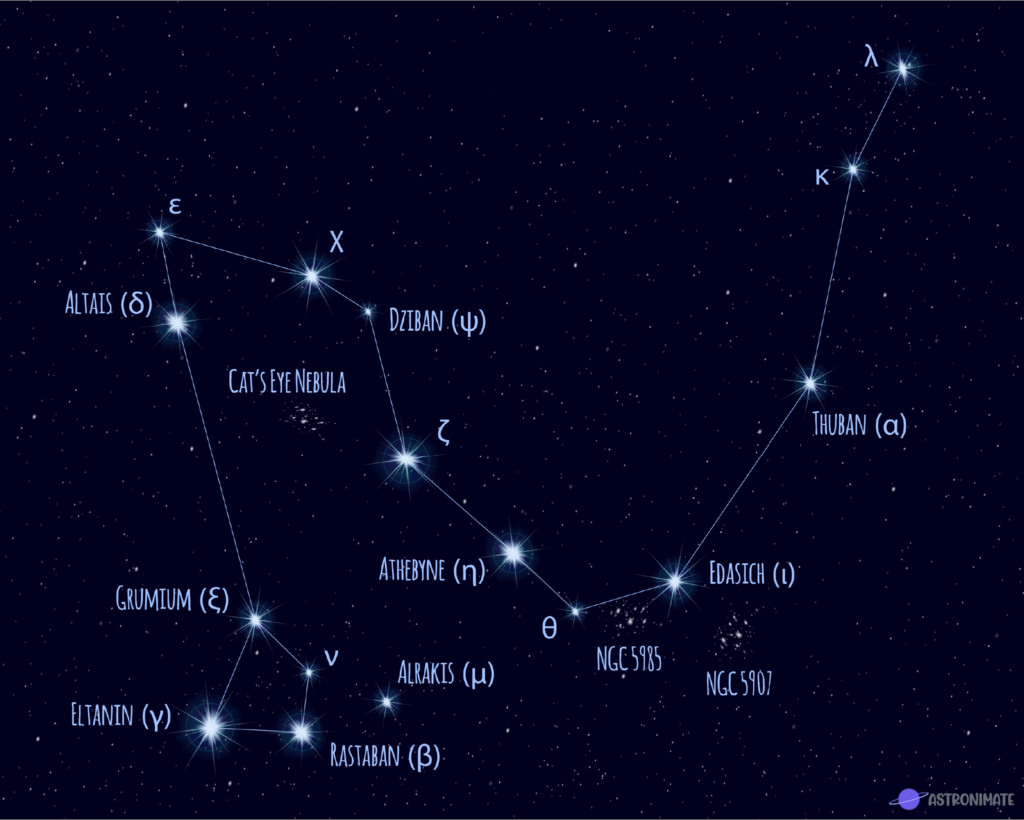 λ
κ
ε
χ
ALTAIS (δ)
DZIBAN (ψ)
CAT'S EYE NEBULA
THUBAN (α)
ζ
ATHEBYNE (η)
EDASICH (ι)
GRUMIUM (ξ)
θ
ν
NGC 5985
ALRAKIS (μ)
NGC 5907
ELTANIN (γ)
RASTABAN (β)
ASTRONIMATE